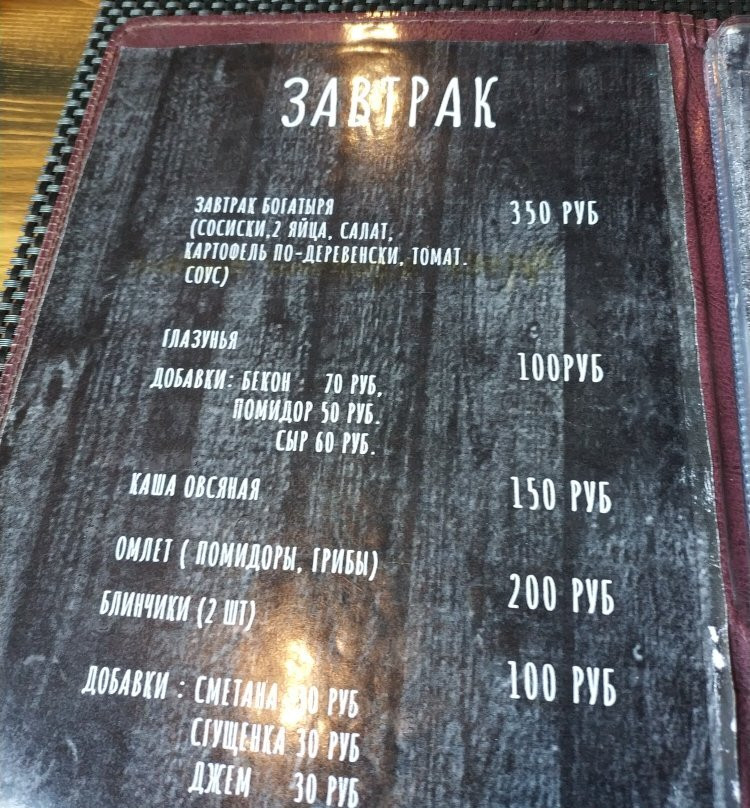 ЗАВТРАК
ЗАВТРАК БОГАТЫРЯ 350 РУБ
(СОСИСКИ,2 ЯЙЦА, САЛАТ,
КАРТОФЕЛЬ ПО-ДЕРЕВЕНСКИ, ТОМАТ.
СОУС)
ГЛАЗУНЬЯ
100РУБ
ДОБАВКИ: БЕКОН : 70 РУБ,
ПОМИДОР 50 РУБ.
СЫР 60 РУБ.
КАША ОВСЯНАЯ 150 РУБ
ОМЛЕТ ( ПОМИДОРЫ, ГРИБЫ)
200 РУБ
БЛИНЧИКИ (2 ШТ)
100 РУБ
ДОБАВКИ : СМЕТАНА РУБ
СГУЩЕНКА 30 РУБ
ДЖЕМ 30 РУБ